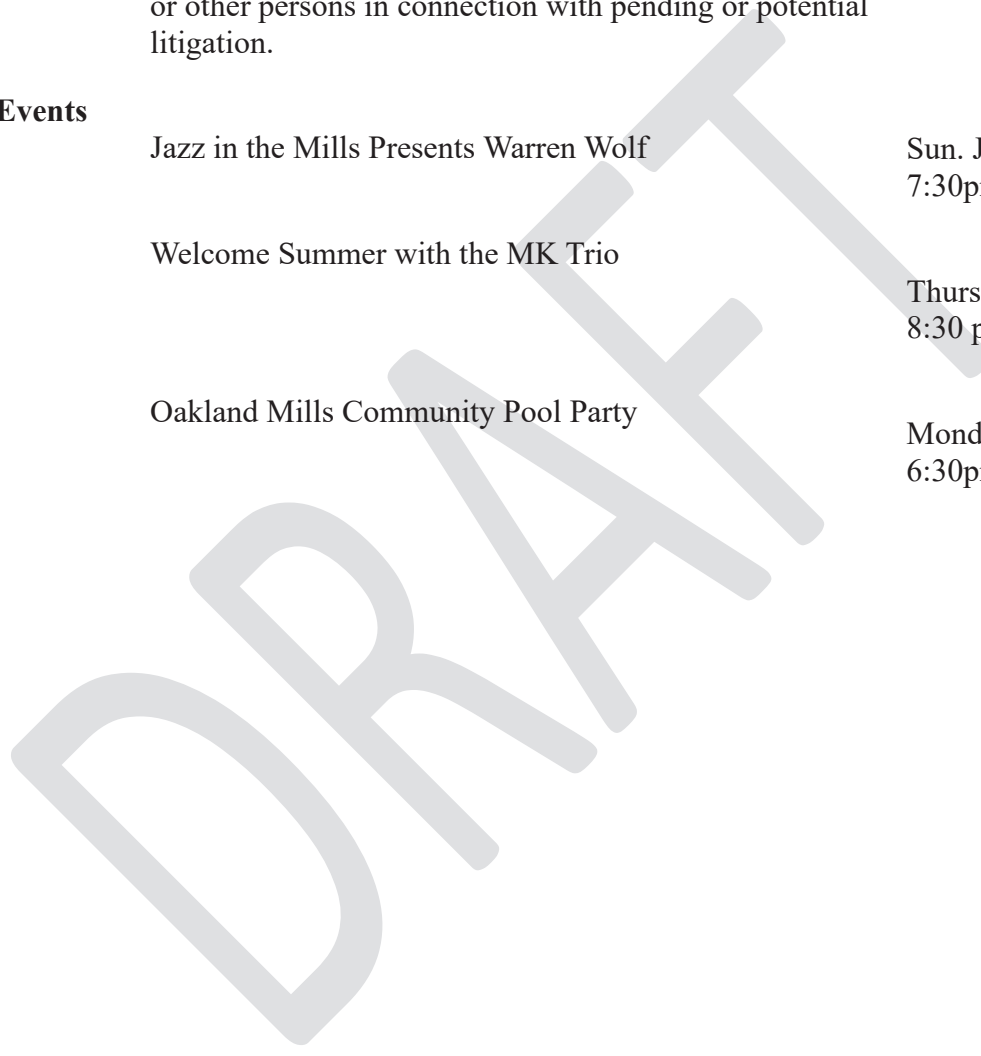 or other persons in connection with pending or potential
litigation.
Events
Jazz in the Mills Presents Warren Wolf
Sun. J
7:30p
Welcome Summer with the MK Trio
Thurs
8:30 p
Oakland Mills Community Pool Party
Mond
6:30p
DRAFT